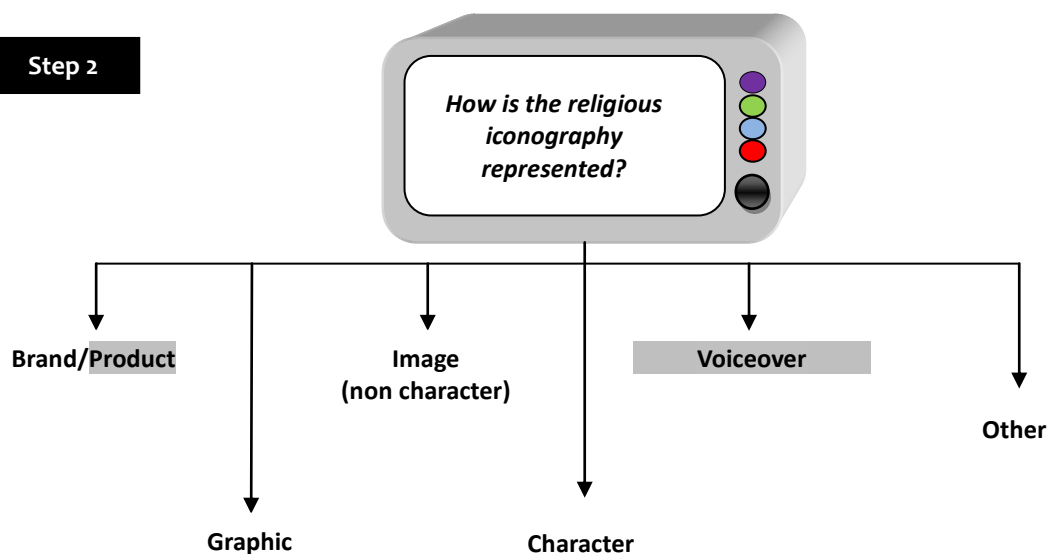 Step 2
How is the religious
iconography
represented?
Brand/Product
Image
(non character)
Voiceover
Other
Graphic
Character